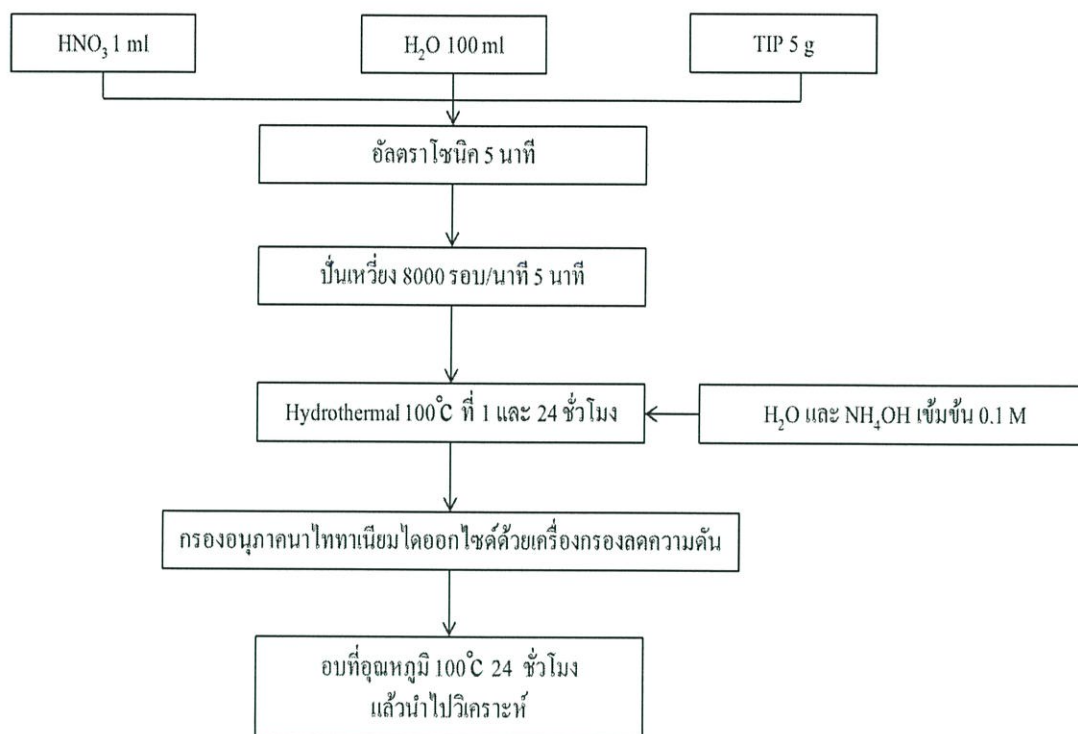 HNO₃ 1 ml
H₂O 100 ml
TIP 5 g
อัลตราโซนิค 5 นาที
ปั่นเหวี่ยง 8000 รอบ/นาที 5 นาที
Hydrothermal 100℃ ที่ 1 และ 24 ชั่วโมง
H₂O และ NH₄OH เข้มข้น 0.1 M
กรองอนุภาคนาไททาเนียมไดออกไซด์ด้วยเครื่องกรองลดความดัน
อบที่อุณหภูมิ 100℃ 24 ชั่วโมง
แล้วนำไปวิเคราะห์